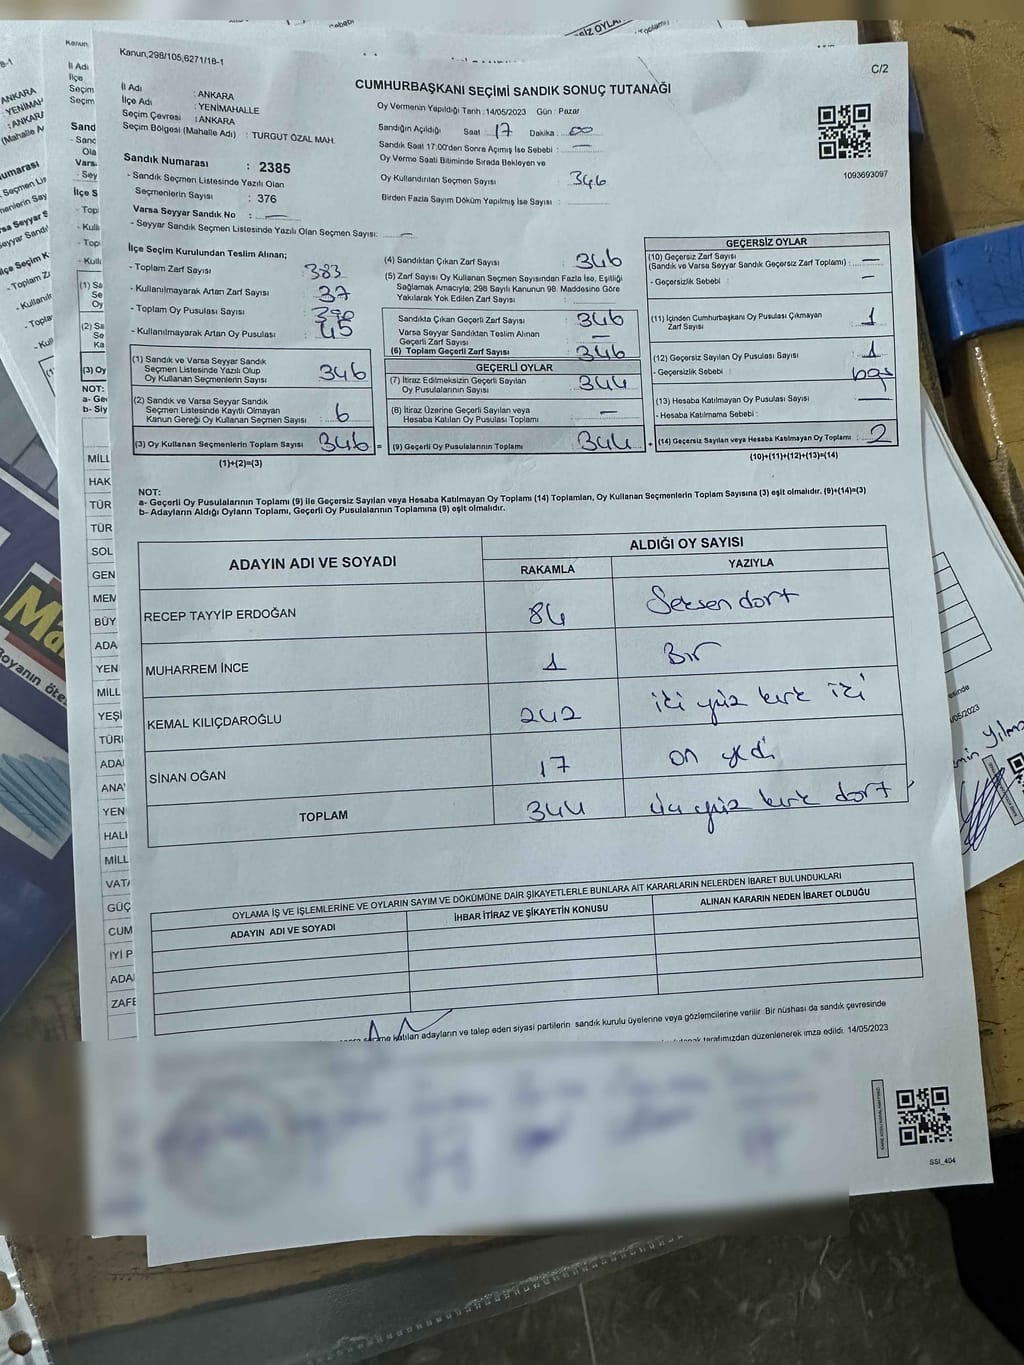 Kanun,298/105,6271/18-1
C/2
CUMHURBAŞKANI SEÇİMİ SANDIK SONUÇ TUTANAĞI
İl Adı : ANKARA
İlçe Adı : YENİMAHALLE
Seçim Çevresi : ANKARA
Seçim Bölgesi (Mahalle Adı) : TURGUT ÖZAL MAH.
Sandık Numarası : 2385
- Sandık Seçmen Listesinde Yazılı Olan
Seçmenlerin Sayısı : 376
Varsa Seyyar Sandık No : —
- Seyyar Sandık Seçmen Listesinde Yazılı Olan Seçmen Sayısı: —
Oy Vermenin Yapıldığı Tarih :14/05/2023 Gün : Pazar
Sandığın Açıldığı Saat : 17 Dakika : 00
Sandık Saat 17:00'den Sonra Açımış İse Sebebi : —
Oy Verme Saati Bitiminde Sırada Bekleyen ve
Oy Kullandırılan Seçmen Sayısı : 346
Birden Fazla Sayım Döküm Yapılmış İse Sayısı :
1093693097
İlçe Seçim Kurulundan Teslim Alınan;
- Toplam Zarf Sayısı : 383
- Kullanılmayarak Artan Zarf Sayısı : 37
- Toplam Oy Pusulası Sayısı :
- Kullanılmayarak Artan Oy Pusulası : 45
(1) Sandık ve Varsa Seyyar Sandık
Seçmen Listesinde Yazılı Olup
Oy Kullanan Seçmenlerin Sayısı : 346
(2) Sandık ve Varsa Seyyar Sandık
Seçmen Listesinde Kayıtlı Olmayan
Kanun Gereği Oy Kullanan Seçmen Sayısı : 6
(3) Oy Kullanan Seçmenlerin Toplam Sayısı : 346 =
(1)+(2)=(3)
(4) Sandıktan Çıkan Zarf Sayısı : 346
(5) Zarf Sayısı Oy Kullanan Seçmen Sayısından Fazla İse, Eşitliği
Sağlamak Amacıyla; 298 Sayılı Kanunun 98. Maddesine Göre
Yakılarak Yok Edilen Zarf Sayısı :
Sandıkta Çıkan Geçerli Zarf Sayısı : 346
Varsa Seyyar Sandıktan Teslim Alınan
Geçerli Zarf Sayısı : —
(6) Toplam Geçerli Zarf Sayısı : 346
GEÇERLİ OYLAR
(7) İtiraz Edilmeksizin Geçerli Sayılan
Oy Pusulalarının Sayısı : 344
(8) İtiraz Üzerine Geçerli Sayılan veya
Hesaba Katılan Oy Pusulası Toplamı : —
(9) Geçerli Oy Pusulalarının Toplamı : 344 +
GEÇERSİZ OYLAR
(10) Geçersiz Zarf Sayısı
(Sandık ve Varsa Seyyar Sandık Geçersiz Zarf Toplamı) : —
- Geçersizlik Sebebi : —
(11) İçinden Cumhurbaşkanı Oy Pusulası Çıkmayan
Zarf Sayısı : 1
(12) Geçersiz Sayılan Oy Pusulası Sayısı : 1
- Geçersizlik Sebebi : boş
(13) Hesaba Katılmayan Oy Pusulası Sayısı : —
- Hesaba Katılmama Sebebi :
(14) Geçersiz Sayılan veya Hesaba Katılmayan Oy Toplamı : 2
(10)+(11)+(12)+(13)=(14)
NOT:
a- Geçerli Oy Pusulalarının Toplamı (9) ile Geçersiz Sayılan veya Hesaba Katılmayan Oy Toplamı (14) Toplamları, Oy Kullanan Seçmenlerin Toplam Sayısına (3) eşit olmalıdır. (9)+(14)=(3)
b- Adayların Aldığı Oyların Toplamı, Geçerli Oy Pusulalarının Toplamına (9) eşit olmalıdır.
ADAYIN ADI VE SOYADI ALDIĞI OY SAYISI
RAKAMLA YAZIYLA
RECEP TAYYİP ERDOĞAN 84 Seksen dört
MUHARREM İNCE 1 Bir
KEMAL KILIÇDAROĞLU 242 iki yüz kırk iki
SİNAN OĞAN 17 on yedi
TOPLAM 344 üç yüz kırk dört
OYLAMA İŞ VE İŞLEMLERİNE VE OYLARIN SAYIM VE DÖKÜMÜNE DAİR ŞİKAYETLERLE BUNLARA AİT KARARLARIN NELERDEN İBARET BULUNDUKLARI
ADAYIN ADI VE SOYADI İHBAR İTİRAZ VE ŞİKAYETİN KONUSU ALINAN KARARIN NEDEN İBARET OLDUĞU
katılan adayların ve talep eden siyasi partilerin sandık kurulu üyelerine veya gözlemcilerine verilir Bir nüshası da sandık çevresinde
tarafımızdan düzenlenerek imza edildi. 14/05/2023
SSI_404